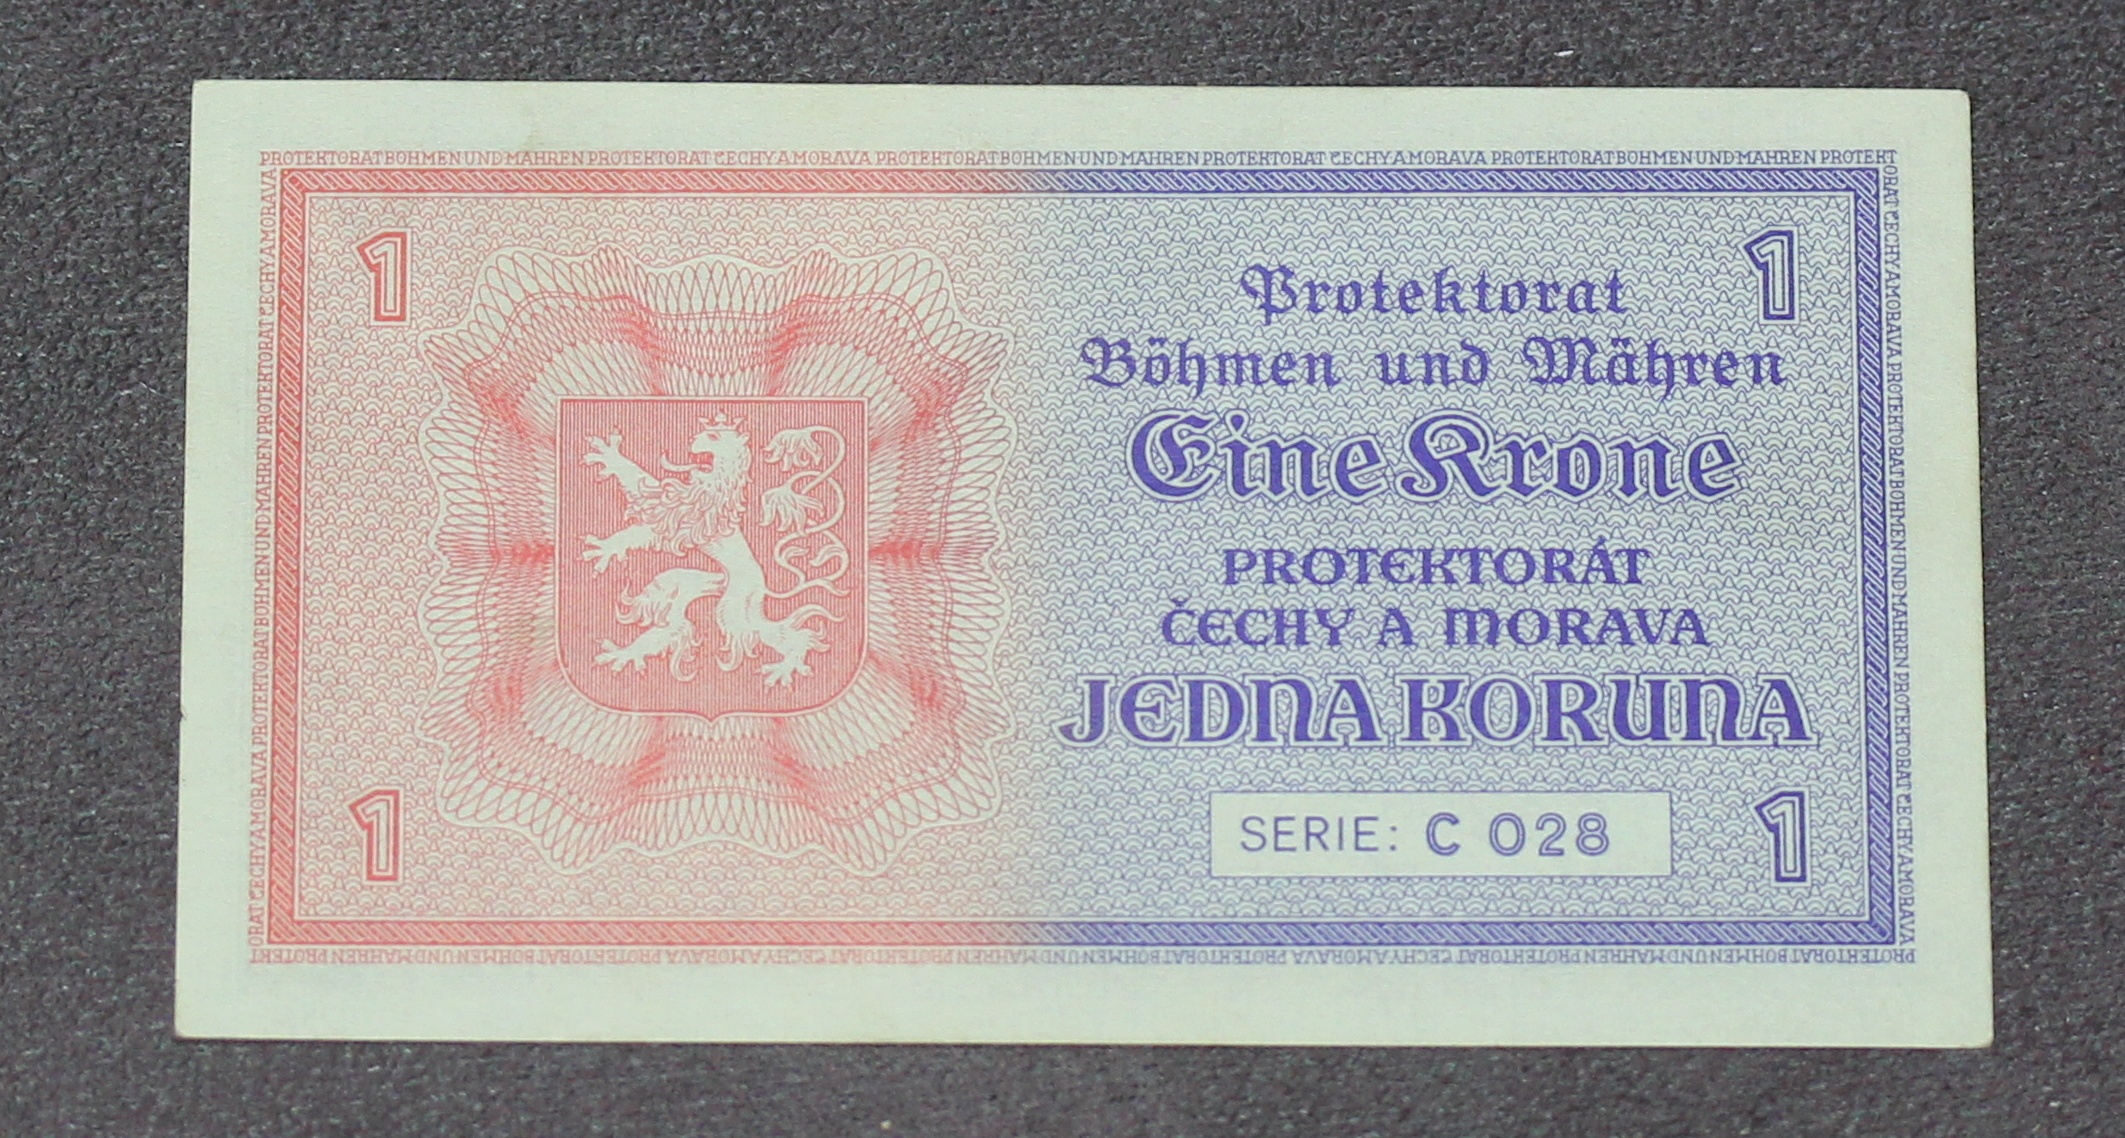 PROTEKTORAT BÖHMEN UND MÄHREN PROTEKTORAT ČECHY A MORAVA PROTEKTORAT BÖHMEN UND MÄHREN PROTEKTORAT ČECHY A MORAVA PROTEKTORAT BÖHMEN UND MÄHREN PROTEKT
1
1
Protektorat
Böhmen und Mähren
Eine Krone
PROTEKTORÁT
ČECHY A MORAVA
JEDNA KORUNA
1
SERIE: C 028
1